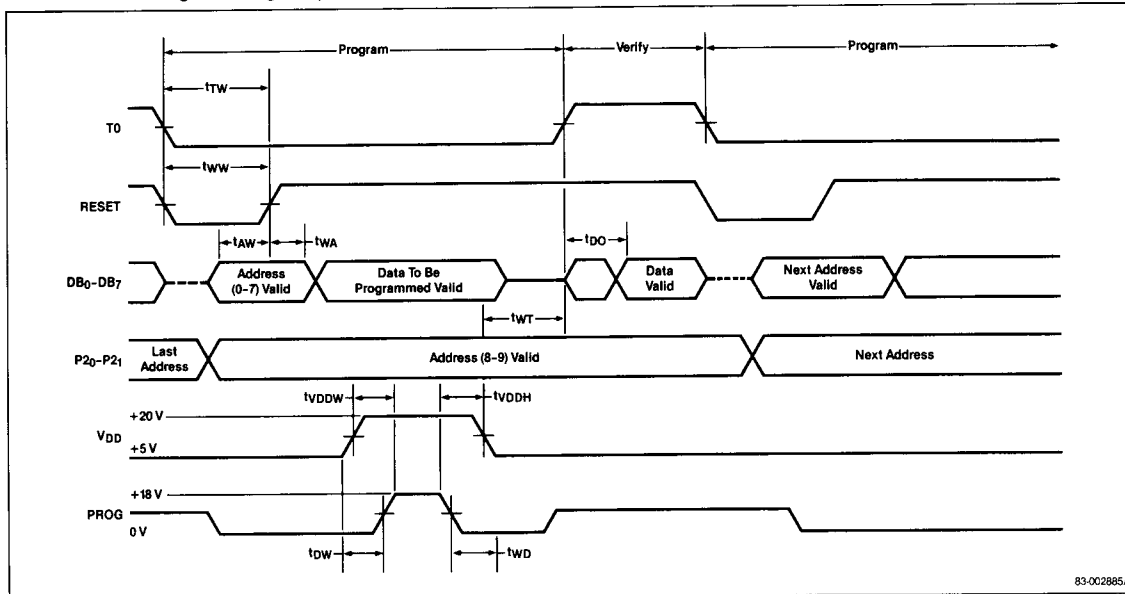 Program
Verify
Program
tTW
T0
tWW
RESET
tAW
tWA
tDO
DB0-DB7
Address
(0-7) Valid
Data To Be
Programmed Valid
Data
Valid
Next Address
Valid
tWT
P20-P21
Last
Address
Address (8-9) Valid
Next Address
tVDDW
tVDDH
+20 V
VDD
+5 V
+18 V
PROG
0 V
tDW
tWD